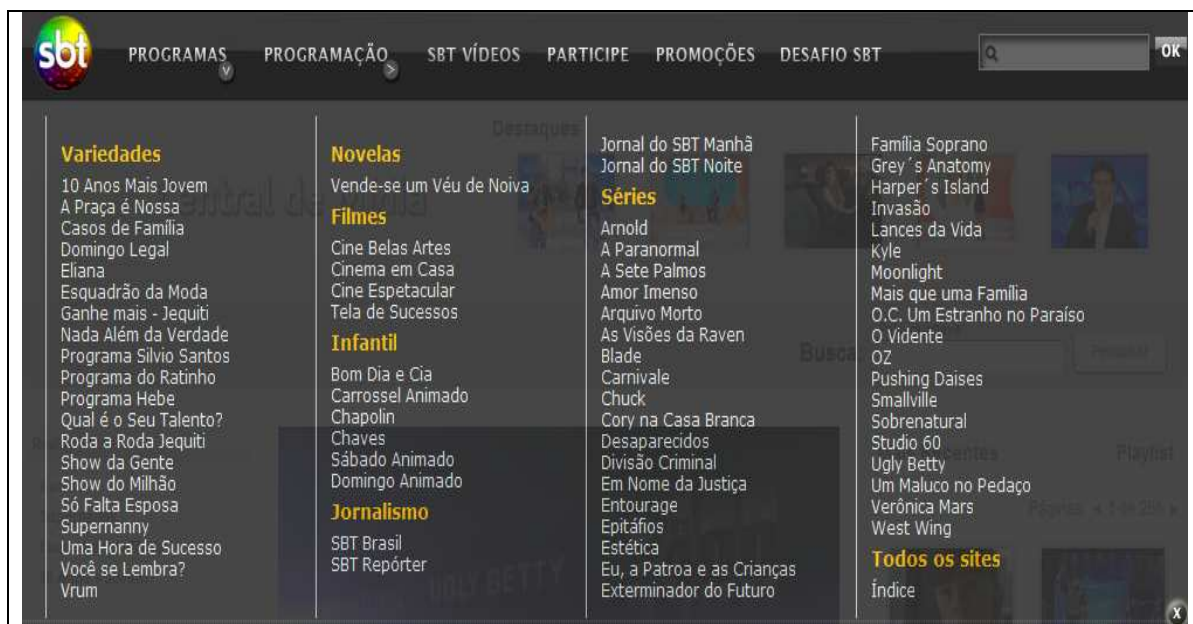 sbt
PROGRAMAS
PROGRAMAÇÃO
SBT VÍDEOS
PARTICIPE
PROMOÇÕES
DESAFIO SBT
OK
Variedades
10 Anos Mais Jovem
A Praça é Nossa
Casos de Família
Domingo Legal
Eliana
Esquadrão da Moda
Ganhe mais - Jequiti
Nada Além da Verdade
Programa Silvio Santos
Programa do Ratinho
Programa Hebe
Qual é o Seu Talento?
Roda a Roda Jequiti
Show da Gente
Show do Milhão
Só Falta Esposa
Supernanny
Uma Hora de Sucesso
Você se Lembra?
Vrum
Novelas
Vende-se um Véu de Noiva
Filmes
Cine Belas Artes
Cinema em Casa
Cine Espetacular
Tela de Sucessos
Infantil
Bom Dia e Cia
Carrossel Animado
Chapolin
Chaves
Sábado Animado
Domingo Animado
Jornalismo
SBT Brasil
SBT Repórter
Jornal do SBT Manhã
Jornal do SBT Noite
Séries
Arnold
A Paranormal
A Sete Palmos
Amor Imenso
Arquivo Morto
As Visões da Raven
Blade
Carnivale
Chuck
Cory na Casa Branca
Desaparecidos
Divisão Criminal
Em Nome da Justiça
Entourage
Epitáfios
Estética
Eu, a Patroa e as Crianças
Exterminador do Futuro
Família Soprano
Grey´s Anatomy
Harper´s Island
Invasão
Lances da Vida
Kyle
Moonlight
Mais que uma Família
O.C. Um Estranho no Paraíso
O Vidente
OZ
Pushing Daises
Smallville
Sobrenatural
Studio 60
Ugly Betty
Um Maluco no Pedaço
Verônica Mars
West Wing
Todos os sites
Índice
X
Destaques
Busca:
Playlist
UGLY BETTY